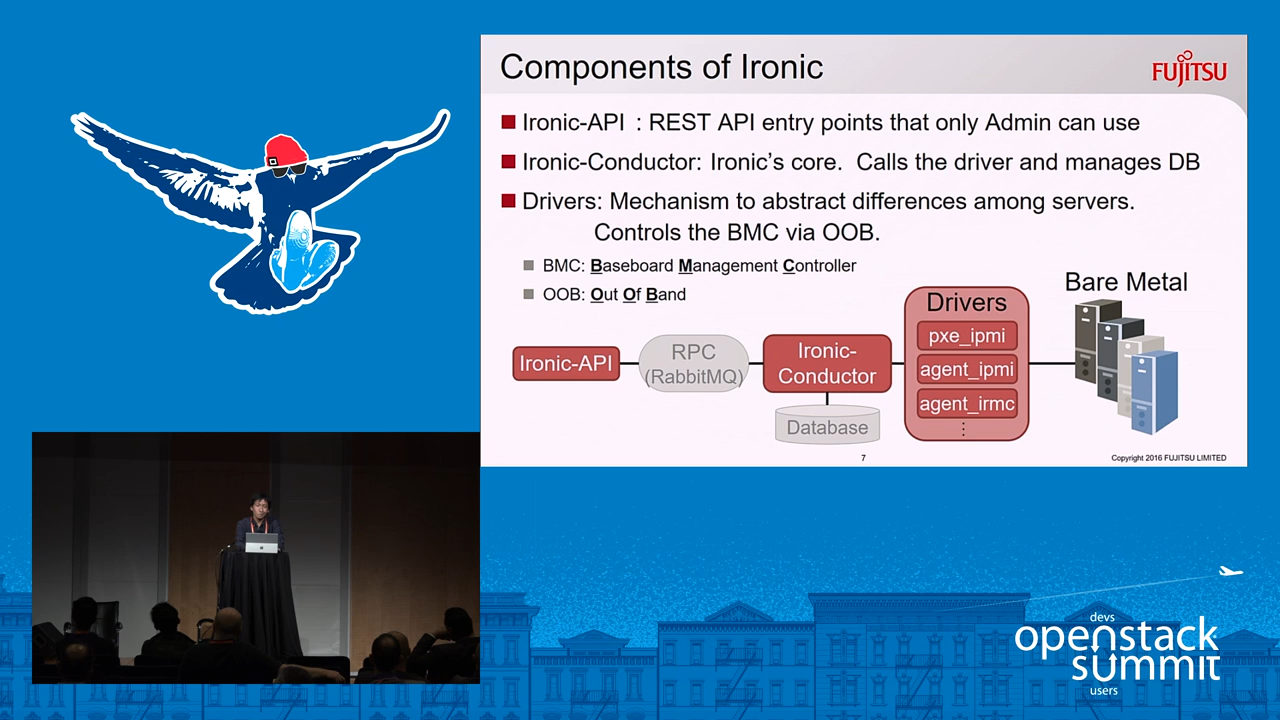 Components of Ironic
FUJITSU
Ironic-API : REST API entry points that only Admin can use
Ironic-Conductor: Ironic's core. Calls the driver and manages DB
Drivers: Mechanism to abstract differences among servers.
Controls the BMC via OOB.
BMC: Baseboard Management Controller
OOB: Out Of Band
Bare Metal
Drivers
pxe_ipmi
agent_ipmi
agent_irmc
⋮
Ironic-API
RPC
(RabbitMQ)
Ironic-
Conductor
Database
7
Copyright 2016 FUJITSU LIMITED
devs
openstack
summit
users